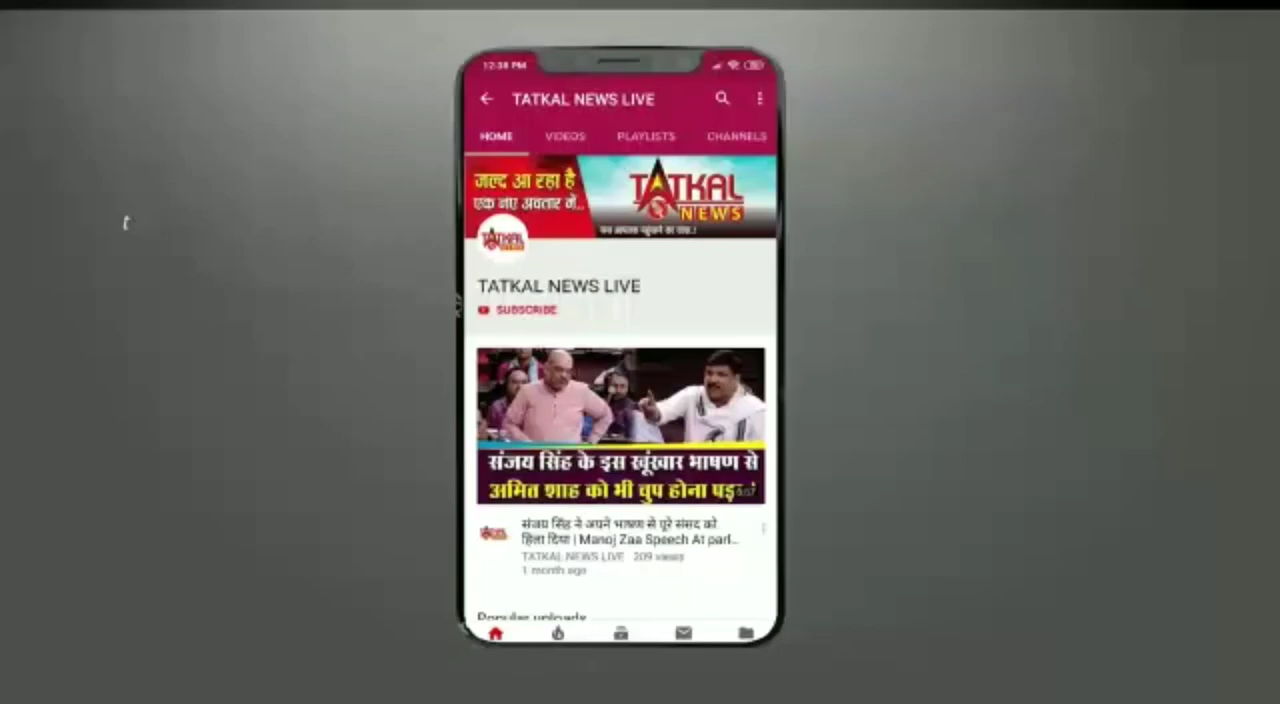 12:38 PM
TATKAL NEWS LIVE
HOME VIDEOS PLAYLISTS CHANNELS
जल्द आ रहा है
एक नए अवतार में..
TATKAL
NEWS
TATKAL
t
TATKAL NEWS LIVE
SUBSCRIBE
संजय सिंह के इस खूंखार भाषण से
अमित शाह को भी चुप होना पड़
संजय सिंह ने अपने भाषण से पूरे संसद को
हिला दिया | Manoj Zaa Speech At parl...
TATKAL NEWS LIVE 209 views
1 month ago
Popular uploads